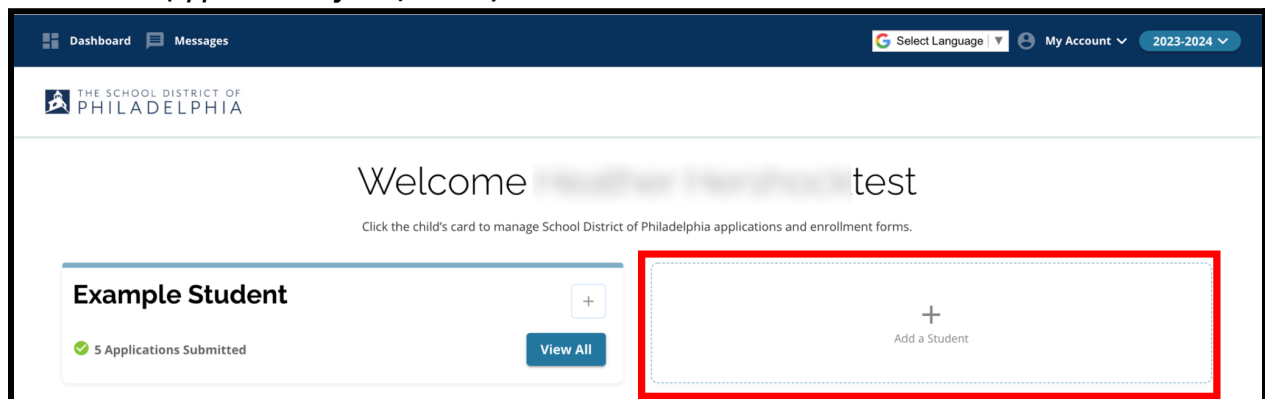 Dashboard Messages Select Language ▼ My Account 2023-2024
THE SCHOOL DISTRICT OF
PHILADELPHIA
Welcome test
Click the child's card to manage School District of Philadelphia applications and enrollment forms.
Example Student +
5 Applications Submitted View All
+
Add a Student